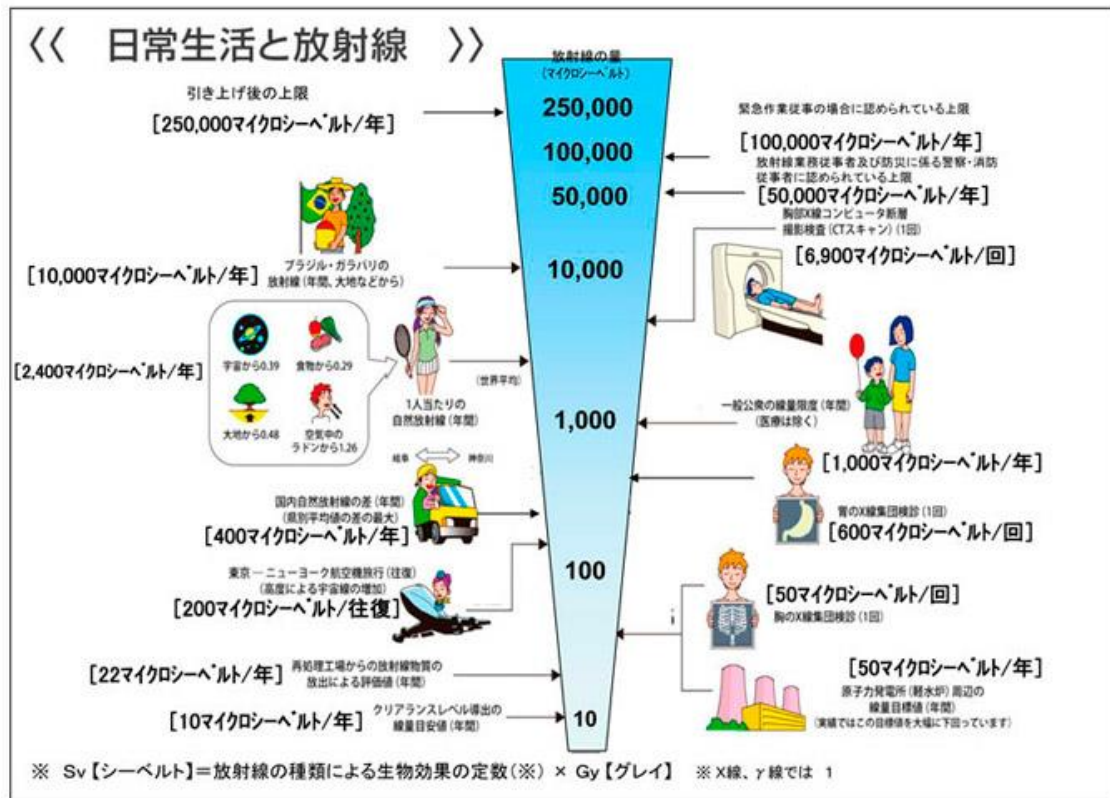 《 日常生活と放射線 》
放射線の量
(マイクロシーベルト)
250,000
100,000
50,000
10,000
1,000
100
10
引き上げ後の上限
[250,000マイクロシーベルト/年]
[10,000マイクロシーベルト/年]
ブラジル・ガラパリの
放射線(年間、大地などから)
[2,400マイクロシーベルト/年]
宇宙から0.39
食物から0.29
大地から0.48
空気中の
ラドンから1.26
(世界平均)
1人当たりの
自然放射線(年間)
岐阜
神奈川
国内自然放射線の差(年間)
(県別平均値の差の最大)
[400マイクロシーベルト/年]
東京―ニューヨーク航空機旅行(往復)
(高度による宇宙線の増加)
[200マイクロシーベルト/往復]
[22マイクロシーベルト/年]
再処理工場からの放射線物質の
放出による評価値(年間)
[10マイクロシーベルト/年]
クリアランスレベル導出の
線量目安値(年間)
緊急作業従事の場合に認められている上限
[100,000マイクロシーベルト/年]
放射線業務従事者及び防災に係る警察・消防
従事者に認められている上限
[50,000マイクロシーベルト/年]
胸部X線コンピュータ断層
撮影検査(CTスキャン)(1回)
[6,900マイクロシーベルト/回]
一般公衆の線量限度(年間)
(医療は除く)
[1,000マイクロシーベルト/年]
胃のX線集団検診(1回)
[600マイクロシーベルト/回]
[50マイクロシーベルト/回]
胸のX線集団検診(1回)
[50マイクロシーベルト/年]
原子力発電所(軽水炉)周辺の
線量目標値(年間)
(実績ではこの目標値を大幅に下回っています)
※ Sv【シーベルト】=放射線の種類による生物効果の定数(※) × Gy【グレイ】 ※X線、γ線では 1